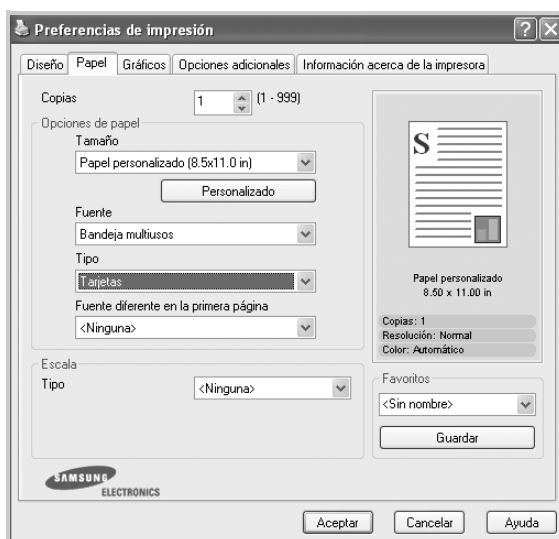 Preferencias de impresión
Diseño Papel Gráficos Opciones adicionales Información acerca de la impresora
Copias 1 (1 - 999)
Opciones de papel
Tamaño
Papel personalizado (8.5x11.0 in)
Personalizado
Fuente
Bandeja multiusos
Tipo
Tarjetas
Fuente diferente en la primera página
<Ninguna>
Escala
Tipo <Ninguna>
S
Papel personalizado
8.50 x 11.00 in
Copias: 1
Resolución: Normal
Color: Automático
Favoritos
<Sin nombre>
Guardar
SAMSUNG
ELECTRONICS
Aceptar Cancelar Ayuda